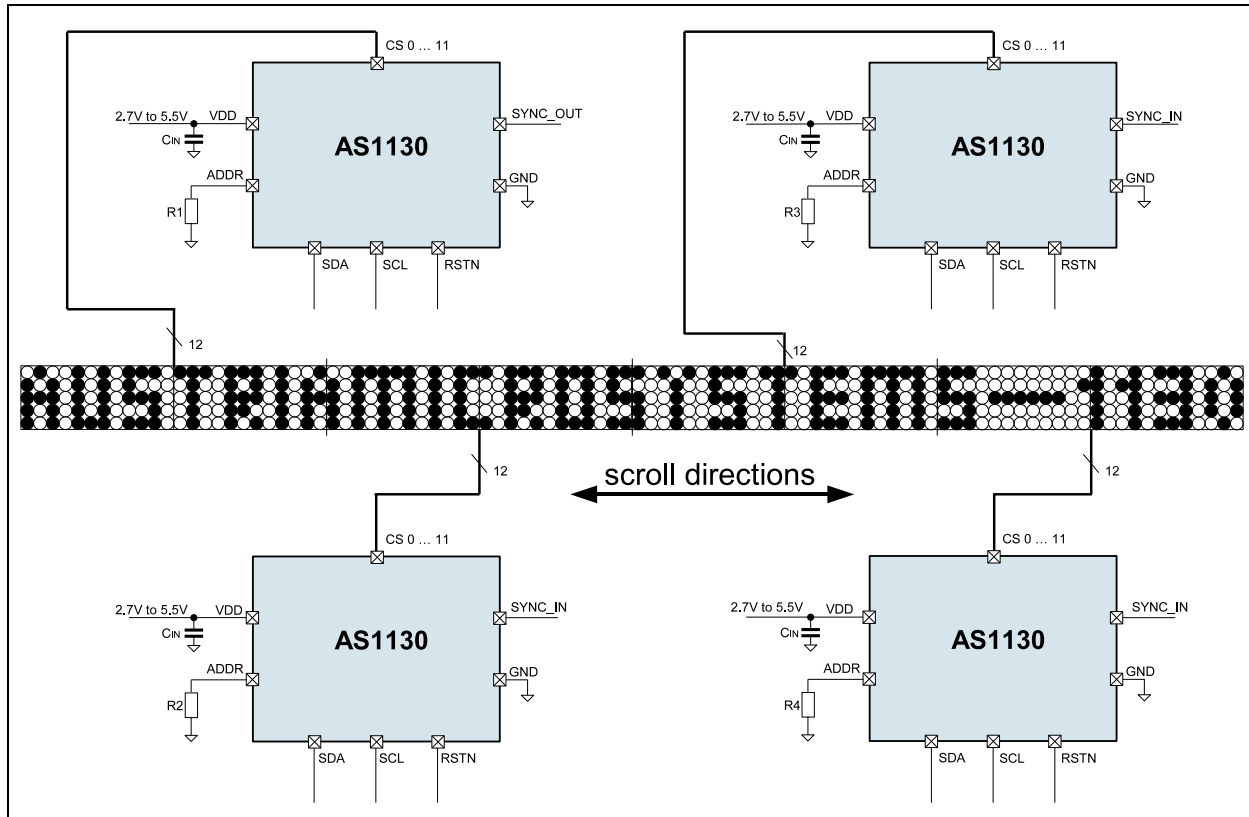 CS 0 ... 11
CS 0 ... 11
2.7V to 5.5V VDD
SYNC_OUT
CIN
AS1130
ADDR
GND
R1
SDA SCL RSTN
2.7V to 5.5V VDD
SYNC_IN
CIN
AS1130
ADDR
GND
R3
SDA SCL RSTN
12
12
AUSTRIAMICROSYSTEMS — 1130
12
scroll directions
12
CS 0 ... 11
CS 0 ... 11
2.7V to 5.5V VDD
SYNC_IN
CIN
AS1130
ADDR
GND
R2
SDA SCL RSTN
2.7V to 5.5V VDD
SYNC_IN
CIN
AS1130
ADDR
GND
R4
SDA SCL RSTN